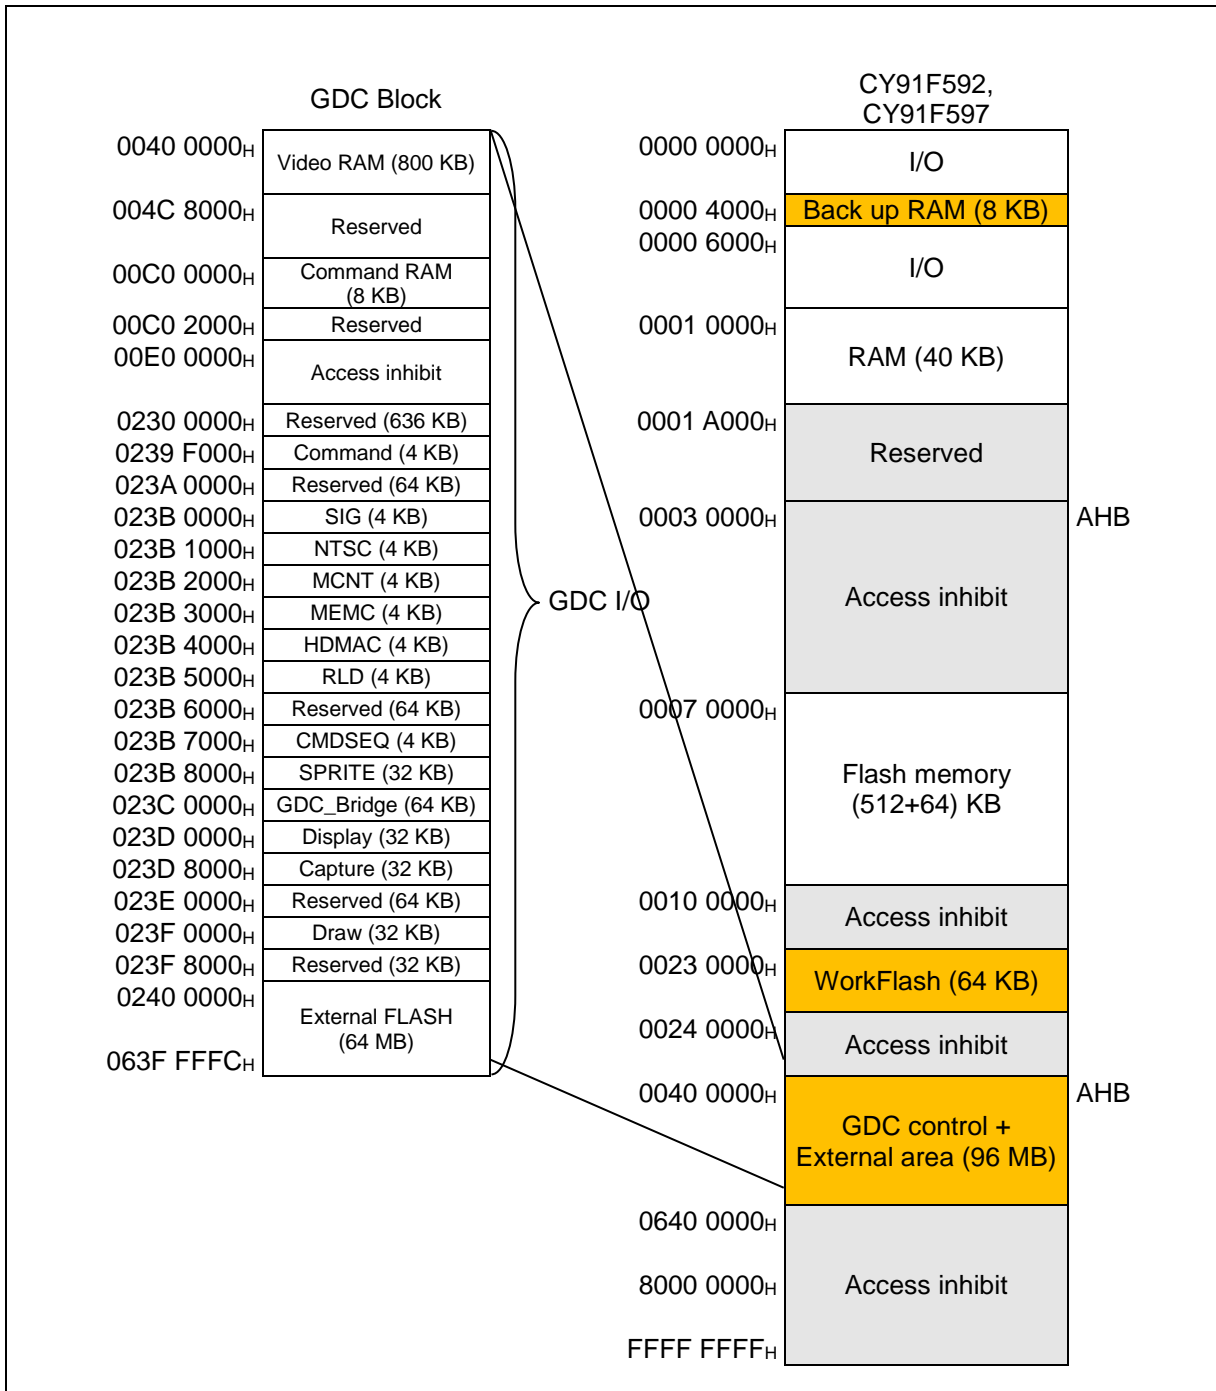 GDC Block
0040 0000H
Video RAM (800 KB)
004C 8000H
Reserved
00C0 0000H
Command RAM
(8 KB)
00C0 2000H
Reserved
00E0 0000H
Access inhibit
0230 0000H
Reserved (636 KB)
0239 F000H
Command (4 KB)
023A 0000H
Reserved (64 KB)
023B 0000H
SIG (4 KB)
023B 1000H
NTSC (4 KB)
023B 2000H
MCNT (4 KB)
023B 3000H
MEMC (4 KB)
023B 4000H
HDMAC (4 KB)
023B 5000H
RLD (4 KB)
023B 6000H
Reserved (64 KB)
023B 7000H
CMDSEQ (4 KB)
023B 8000H
SPRITE (32 KB)
023C 0000H
GDC_Bridge (64 KB)
023D 0000H
Display (32 KB)
023D 8000H
Capture (32 KB)
023E 0000H
Reserved (64 KB)
023F 0000H
Draw (32 KB)
023F 8000H
Reserved (32 KB)
0240 0000H
External FLASH
(64 MB)
063F FFFCH
GDC I/O
CY91F592,
CY91F597
0000 0000H
I/O
0000 4000H
Back up RAM (8 KB)
0000 6000H
I/O
0001 0000H
RAM (40 KB)
0001 A000H
Reserved
0003 0000H
AHB
Access inhibit
0007 0000H
Flash memory
(512+64) KB
0010 0000H
Access inhibit
0023 0000H
WorkFlash (64 KB)
0024 0000H
Access inhibit
0040 0000H
AHB
GDC control +
External area (96 MB)
0640 0000H
8000 0000H
Access inhibit
FFFF FFFFH